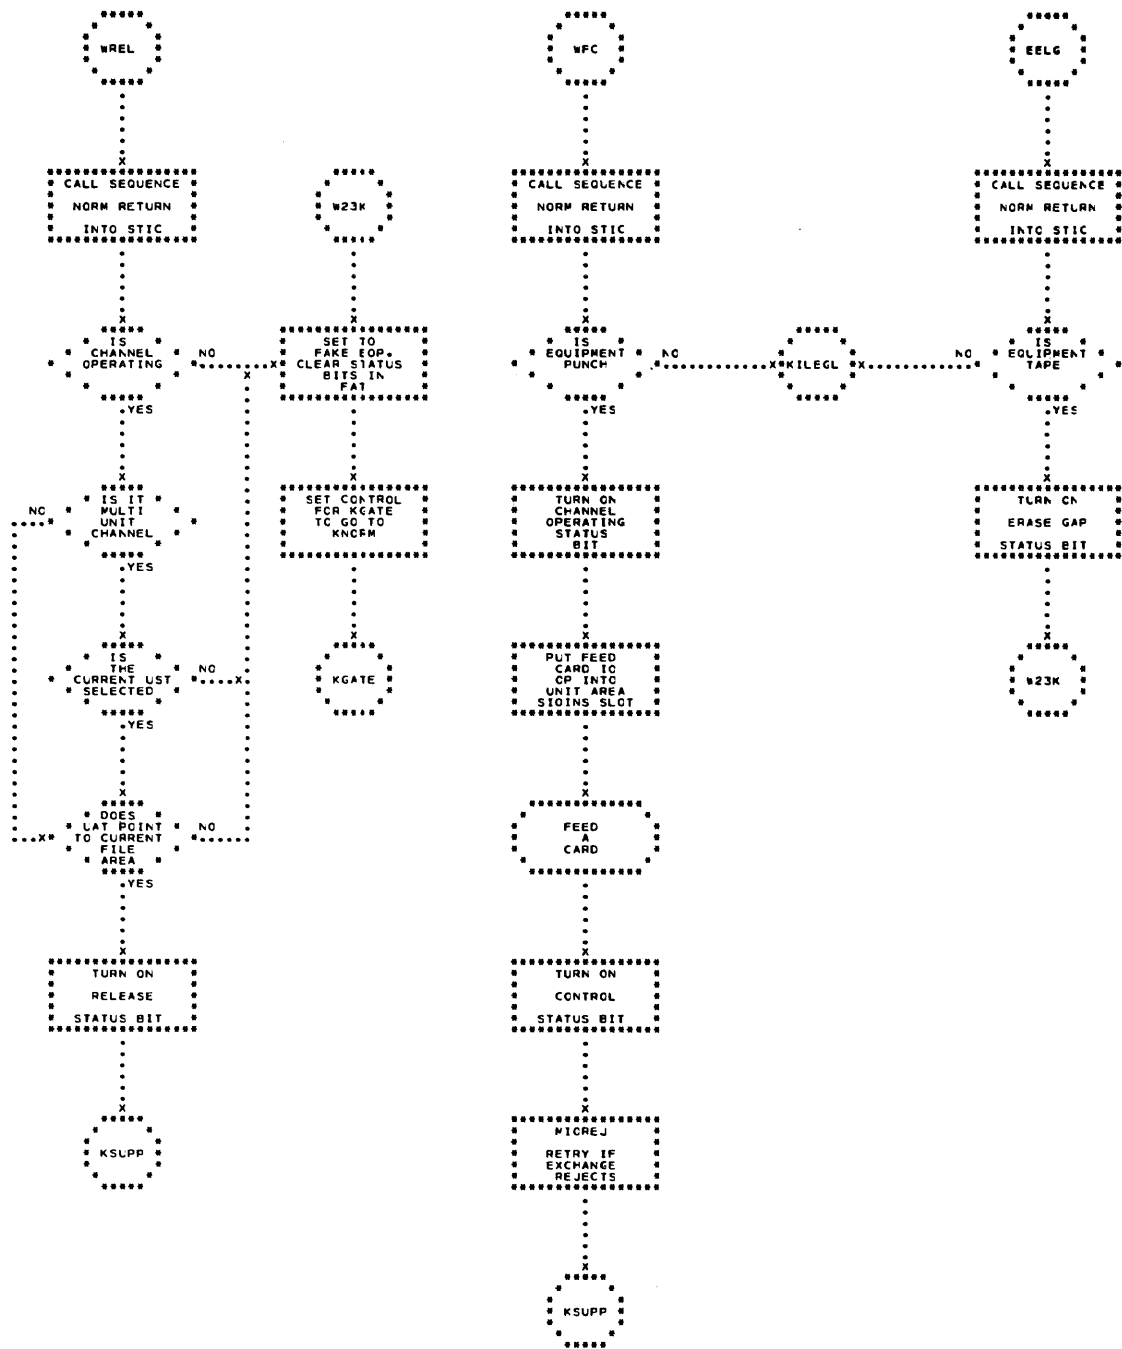 WREL
CALL SEQUENCE
NORM RETURN
INTO STIC
IS
CHANNEL
OPERATING
NO
YES
IS IT
MULTI
UNIT
CHANNEL
NO
YES
IS
THE
CURRENT UST
SELECTED
NO
YES
DOES
UAT POINT
TO CURRENT
FILE
AREA
NO
YES
TURN ON
RELEASE
STATUS BIT
KSUPP
W23K
SET TO
FAKE EOP.
CLEAR STATUS
BITS IN
FAT
SET CONTROL
FOR KGATE
TO GO TO
KNORM
KGATE
WFC
CALL SEQUENCE
NORM RETURN
INTO STIC
IS
EQUIPMENT
PUNCH
NO
YES
TURN ON
CHANNEL
OPERATING
STATUS
BIT
PUT FEED
CARD IO
OP INTO
UNIT AREA
SIOINS SLOT
FEED
A
CARD
TURN ON
CONTROL
STATUS BIT
MICREJ
RETRY IF
EXCHANGE
REJECTS
KSUPP
KILEGL
EELG
CALL SEQUENCE
NORM RETURN
INTO STIC
IS
EQUIPMENT
TAPE
NO
YES
TURN ON
ERASE GAP
STATUS BIT
W23K